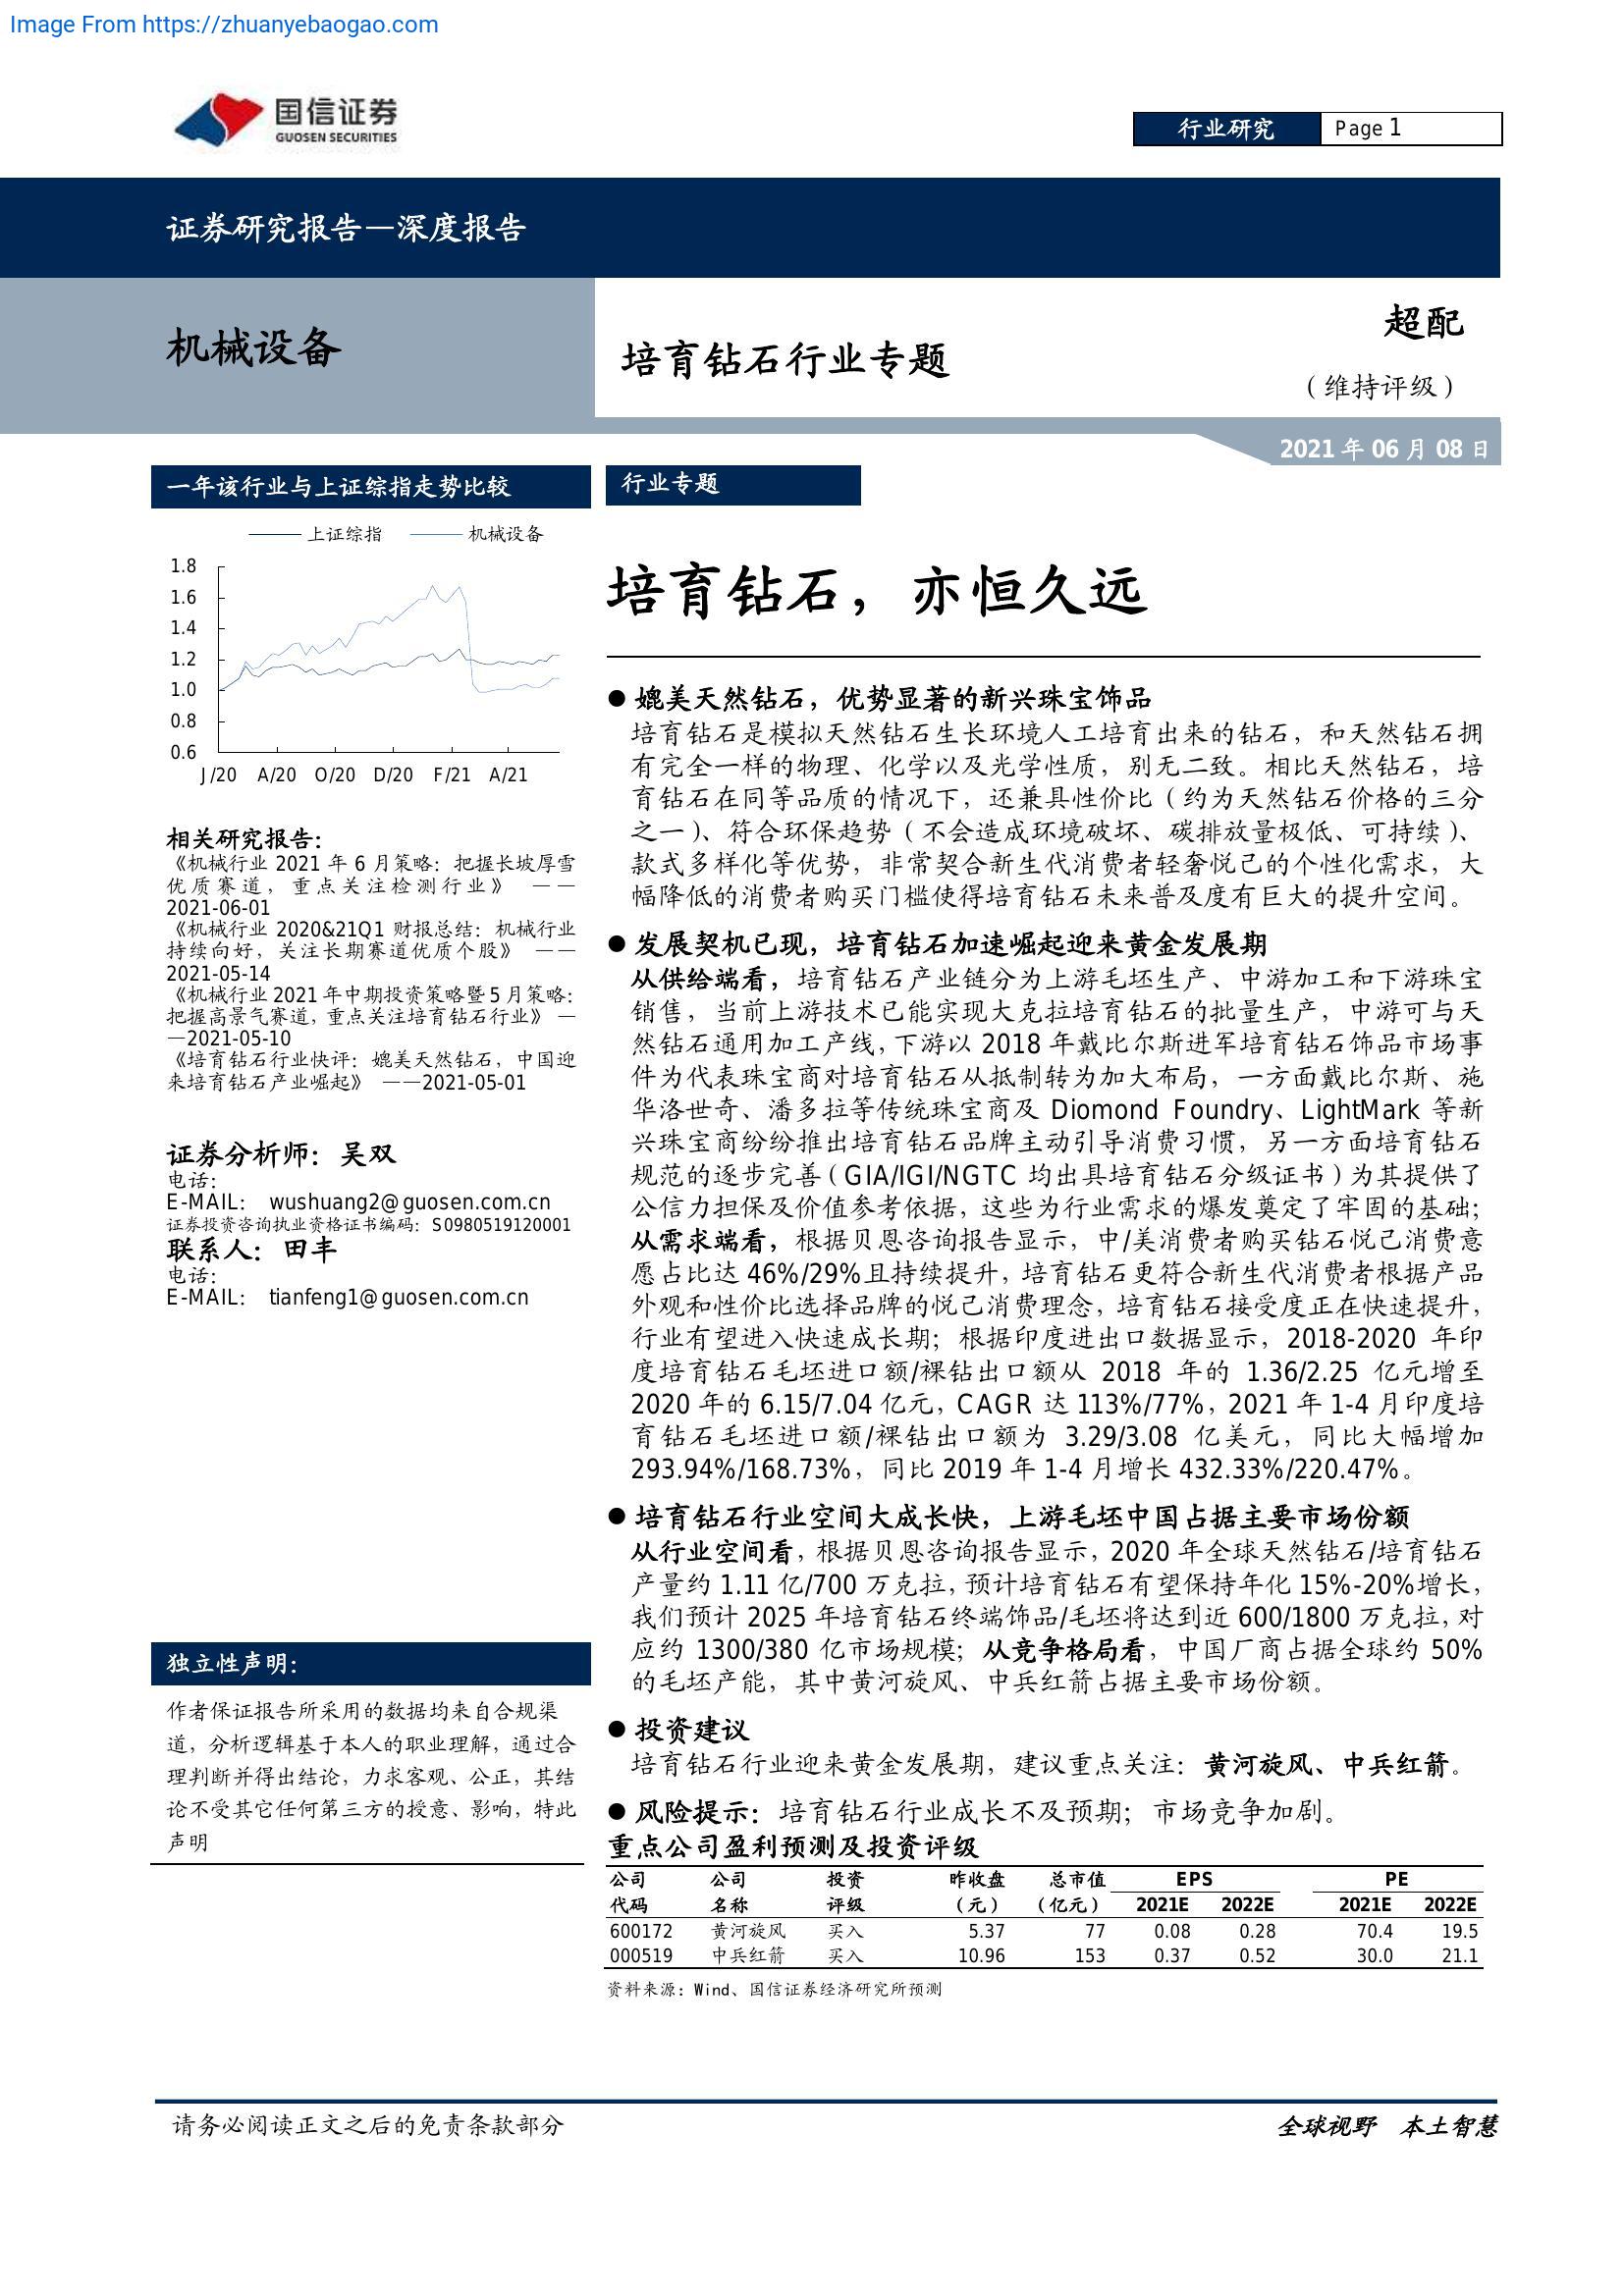 Image From https://zhuanyebaogao.com
国信证券
GUOSEN SECURITIES
行业研究
Page 1
证券研究报告—深度报告
机械设备
培育钻石行业专题
超配
（维持评级）
2021 年 06 月 08 日
一年该行业与上证综指走势比较
上证综指 机械设备
1.8
1.6
1.4
1.2
1.0
0.8
0.6
J/20 A/20 O/20 D/20 F/21 A/21
相关研究报告：
《机械行业 2021 年 6 月策略：把握长坡厚雪
优质赛道，重点关注检测行业》 ——
2021-06-01
《机械行业 2020&21Q1 财报总结：机械行业
持续向好，关注长期赛道优质个股》 ——
2021-05-14
《机械行业 2021 年中期投资策略暨 5 月策略：
把握高景气赛道，重点关注培育钻石行业》 —
—2021-05-10
《培育钻石行业快评：媲美天然钻石，中国迎
来培育钻石产业崛起》 ——2021-05-01
证券分析师：吴双
电话：
E-MAIL： wushuang2@guosen.com.cn
证券投资咨询执业资格证书编码：S0980519120001
联系人：田丰
电话：
E-MAIL： tianfeng1@guosen.com.cn
独立性声明：
作者保证报告所采用的数据均来自合规渠
道，分析逻辑基于本人的职业理解，通过合
理判断并得出结论，力求客观、公正，其结
论不受其它任何第三方的授意、影响，特此
声明
行业专题
培育钻石，亦恒久远
● 媲美天然钻石，优势显著的新兴珠宝饰品
培育钻石是模拟天然钻石生长环境人工培育出来的钻石，和天然钻石拥
有完全一样的物理、化学以及光学性质，别无二致。相比天然钻石，培
育钻石在同等品质的情况下，还兼具性价比（约为天然钻石价格的三分
之一）、符合环保趋势（不会造成环境破坏、碳排放量极低、可持续）、
款式多样化等优势，非常契合新生代消费者轻奢悦己的个性化需求，大
幅降低的消费者购买门槛使得培育钻石未来普及度有巨大的提升空间。
● 发展契机已现，培育钻石加速崛起迎来黄金发展期
从供给端看，培育钻石产业链分为上游毛坯生产、中游加工和下游珠宝
销售，当前上游技术已能实现大克拉培育钻石的批量生产，中游可与天
然钻石通用加工产线，下游以 2018 年戴比尔斯进军培育钻石饰品市场事
件为代表珠宝商对培育钻石从抵制转为加大布局，一方面戴比尔斯、施
华洛世奇、潘多拉等传统珠宝商及 Diomond Foundry、LightMark 等新
兴珠宝商纷纷推出培育钻石品牌主动引导消费习惯，另一方面培育钻石
规范的逐步完善（GIA/IGI/NGTC 均出具培育钻石分级证书）为其提供了
公信力担保及价值参考依据，这些为行业需求的爆发奠定了牢固的基础；
从需求端看，根据贝恩咨询报告显示，中/美消费者购买钻石悦己消费意
愿占比达 46%/29%且持续提升，培育钻石更符合新生代消费者根据产品
外观和性价比选择品牌的悦己消费理念，培育钻石接受度正在快速提升，
行业有望进入快速成长期；根据印度进出口数据显示，2018-2020 年印
度培育钻石毛坯进口额/裸钻出口额从 2018 年的 1.36/2.25 亿元增至
2020 年的 6.15/7.04 亿元，CAGR 达 113%/77%，2021 年 1-4 月印度培
育钻石毛坯进口额/裸钻出口额为 3.29/3.08 亿美元，同比大幅增加
293.94%/168.73%，同比 2019 年 1-4 月增长 432.33%/220.47%。
● 培育钻石行业空间大成长快，上游毛坯中国占据主要市场份额
从行业空间看，根据贝恩咨询报告显示，2020 年全球天然钻石/培育钻石
产量约 1.11 亿/700 万克拉，预计培育钻石有望保持年化 15%-20%增长，
我们预计 2025 年培育钻石终端饰品/毛坯将达到近 600/1800 万克拉，对
应约 1300/380 亿市场规模；从竞争格局看，中国厂商占据全球约 50%
的毛坯产能，其中黄河旋风、中兵红箭占据主要市场份额。
● 投资建议
培育钻石行业迎来黄金发展期，建议重点关注：黄河旋风、中兵红箭。
● 风险提示：培育钻石行业成长不及预期；市场竞争加剧。
重点公司盈利预测及投资评级
公司 公司 投资 昨收盘 总市值 EPS PE
代码 名称 评级 （元） （亿元） 2021E 2022E 2021E 2022E
600172 黄河旋风 买入 5.37 77 0.08 0.28 70.4 19.5
000519 中兵红箭 买入 10.96 153 0.37 0.52 30.0 21.1
资料来源：Wind、国信证券经济研究所预测
请务必阅读正文之后的免责条款部分
全球视野 本土智慧